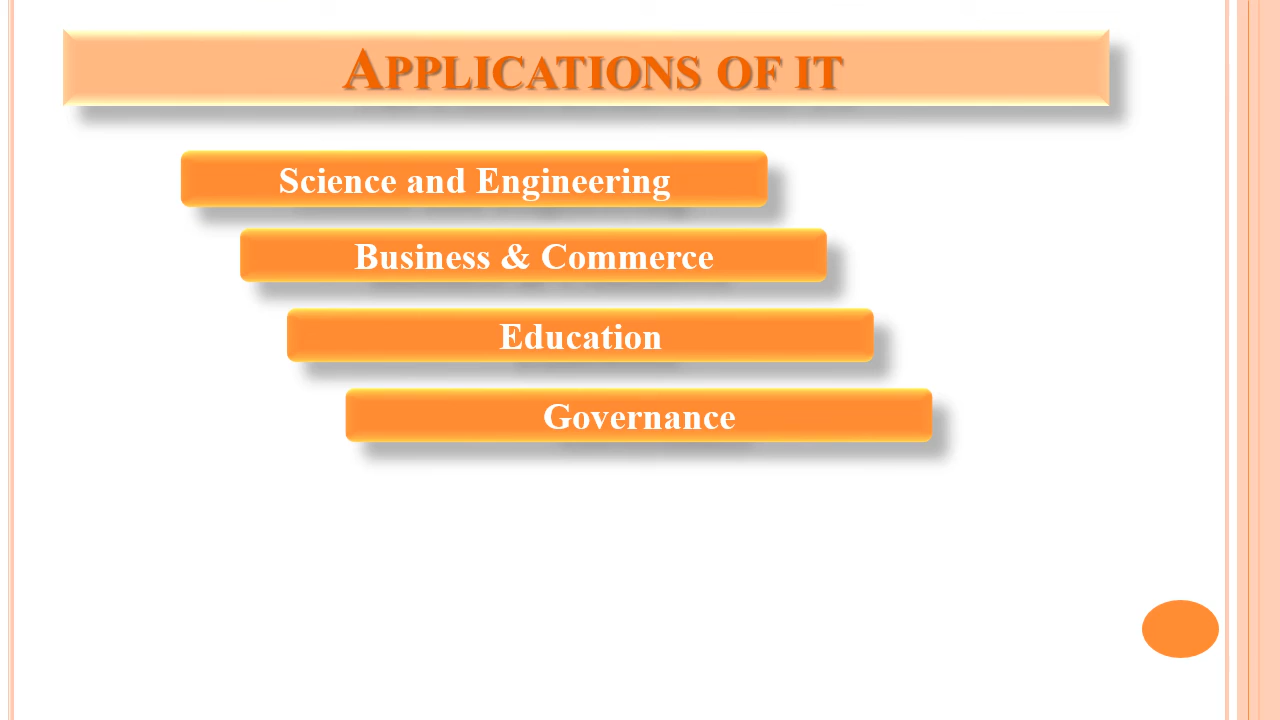 APPLICATIONS OF IT
Science and Engineering
Business & Commerce
Education
Governance